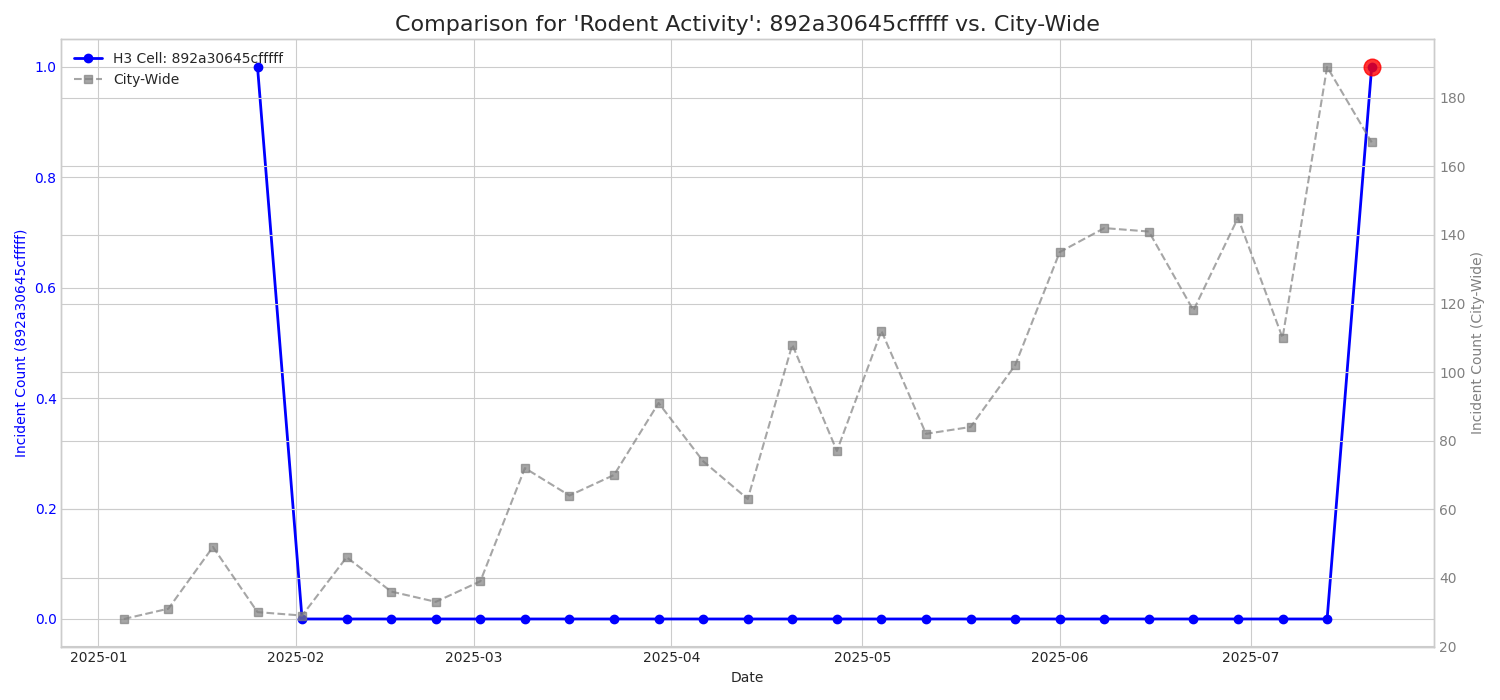 Comparison for 'Rodent Activity': 892a30645cfffff vs. City-Wide
H3 Cell: 892a30645cfffff
City-Wide
Incident Count (892a30645cfffff)
1.0
0.8
0.6
0.4
0.2
0.0
180
160
140
120
100
80
60
40
20
Incident Count (City-Wide)
2025-01 2025-02 2025-03 2025-04 2025-05 2025-06 2025-07
Date